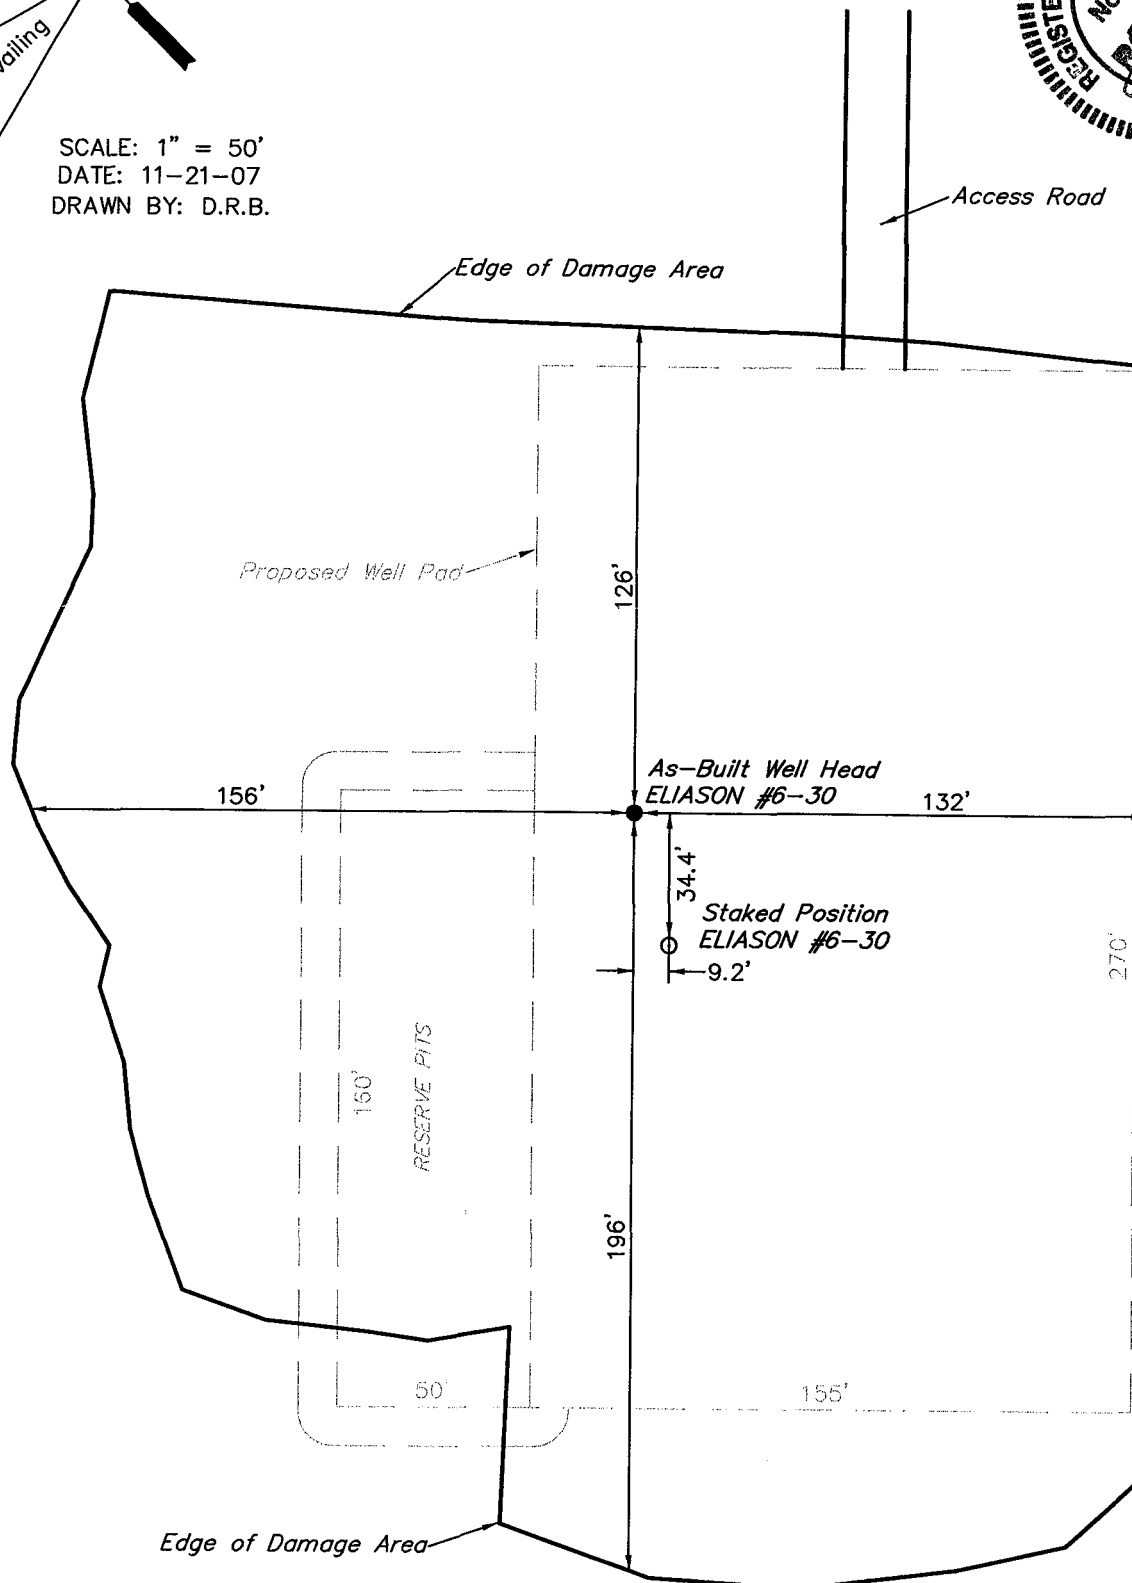 SCALE: 1" = 50'
DATE: 11-21-07
DRAWN BY: D.R.B.
Access Road
Edge of Damage Area
Proposed Well Pad
126'
156'
As-Built Well Head
ELIASON #6-30
132'
34.4'
Staked Position
ELIASON #6-30
9.2'
270'
RESERVE PITS
160'
196'
50'
155'
Edge of Damage Area